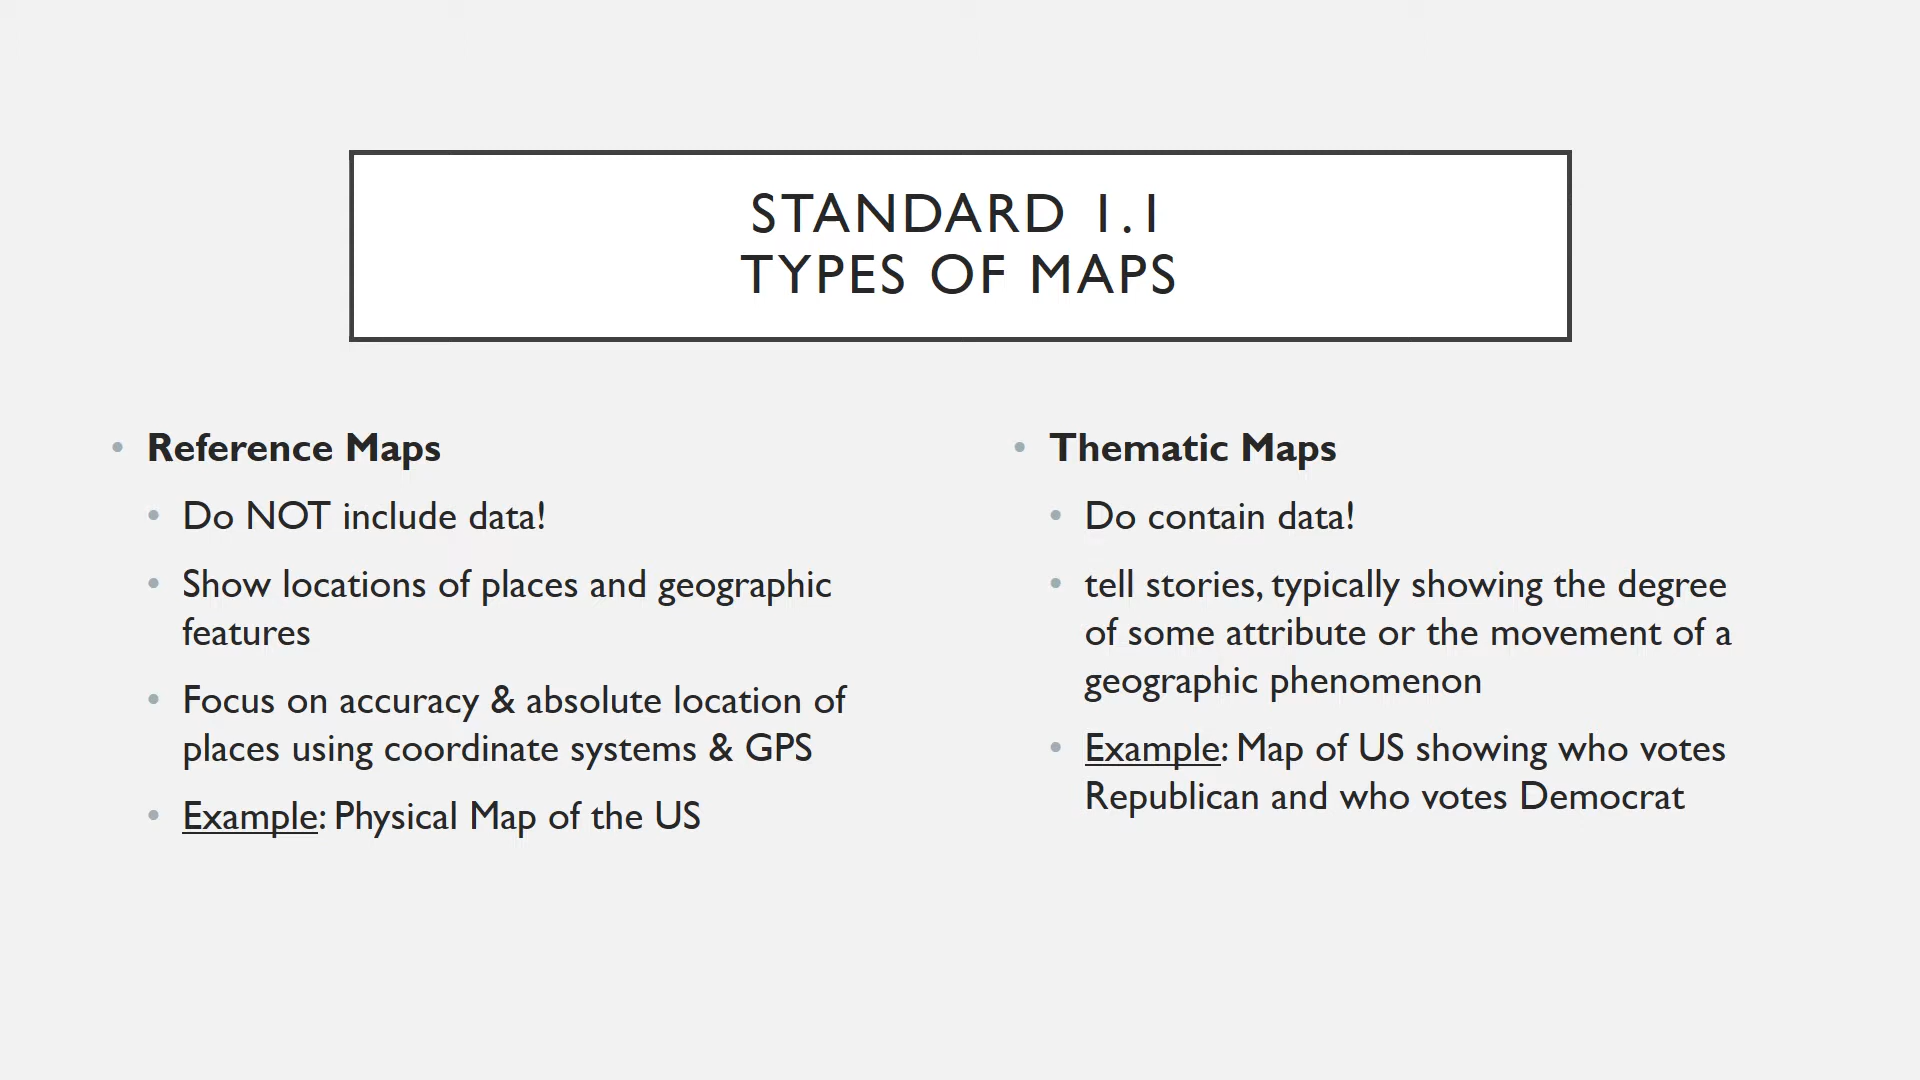 STANDARD 1.1
TYPES OF MAPS
• Reference Maps
• Do NOT include data!
• Show locations of places and geographic
features
• Focus on accuracy & absolute location of
places using coordinate systems & GPS
• Example: Physical Map of the US
• Thematic Maps
• Do contain data!
• tell stories, typically showing the degree
of some attribute or the movement of a
geographic phenomenon
• Example: Map of US showing who votes
Republican and who votes Democrat